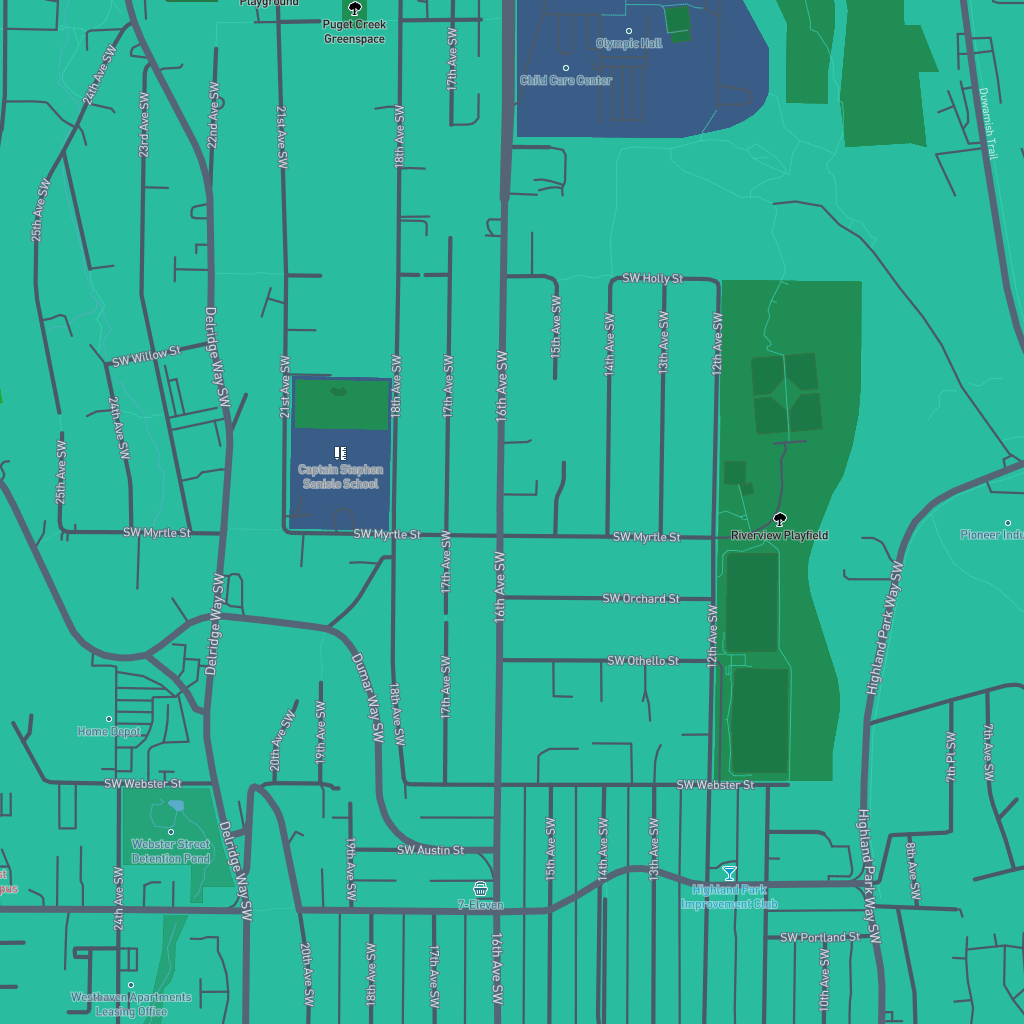 Playground
Puget Creek
Greenspace
Olympic Hall
Child Care Center
24th Ave SW
23rd Ave SW
22nd Ave SW
21st Ave SW
18th Ave SW
17th Ave SW
Duwamish Trail
25th Ave SW
SW Holly St
Delridge Way SW
SW Willow St
15th Ave SW
14th Ave SW
13th Ave SW
12th Ave SW
21st Ave SW
18th Ave SW
17th Ave SW
16th Ave SW
24th Ave SW
25th Ave SW
Captain Stephen
Sanislo School
SW Myrtle St
SW Myrtle St
SW Myrtle St
Riverview Playfield
17th Ave SW
16th Ave SW
Delridge Way SW
SW Orchard St
12th Ave SW
Highland Park Way SW
SW Othello St
Dumar Way SW
18th Ave SW
17th Ave SW
Home Depot
20th Ave SW
19th Ave SW
7th Pl SW
7th Ave SW
SW Webster St
SW Webster St
Webster Street
Detention Pond
Delridge Way SW
19th Ave SW
SW Austin St
15th Ave SW
14th Ave SW
13th Ave SW
Highland Park Way SW
8th Ave SW
24th Ave SW
7-Eleven
Highland Park
Improvement Club
SW Portland St
20th Ave SW
18th Ave SW
17th Ave SW
16th Ave SW
10th Ave SW
Westhaven Apartments
Leasing Office